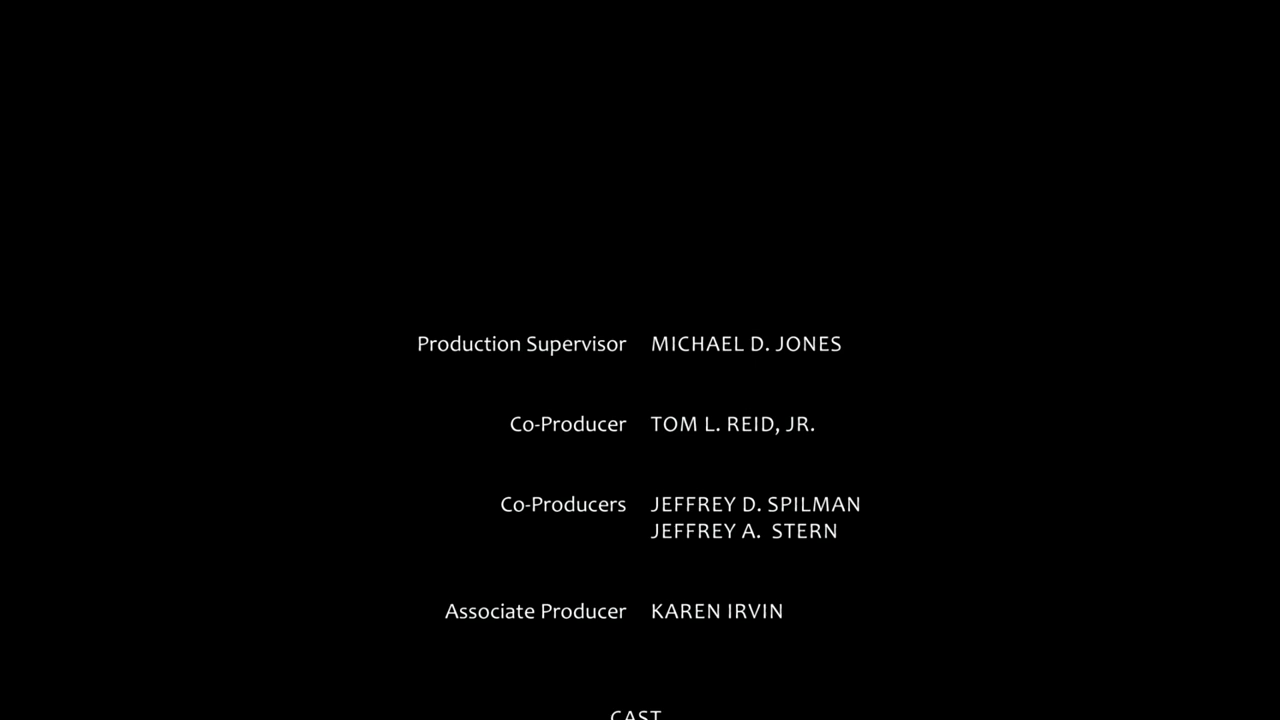 Production Supervisor MICHAEL D. JONES
Co-Producer TOM L. REID, JR.
Co-Producers JEFFREY D. SPILMAN
JEFFREY A. STERN
Associate Producer KAREN IRVIN
CAST